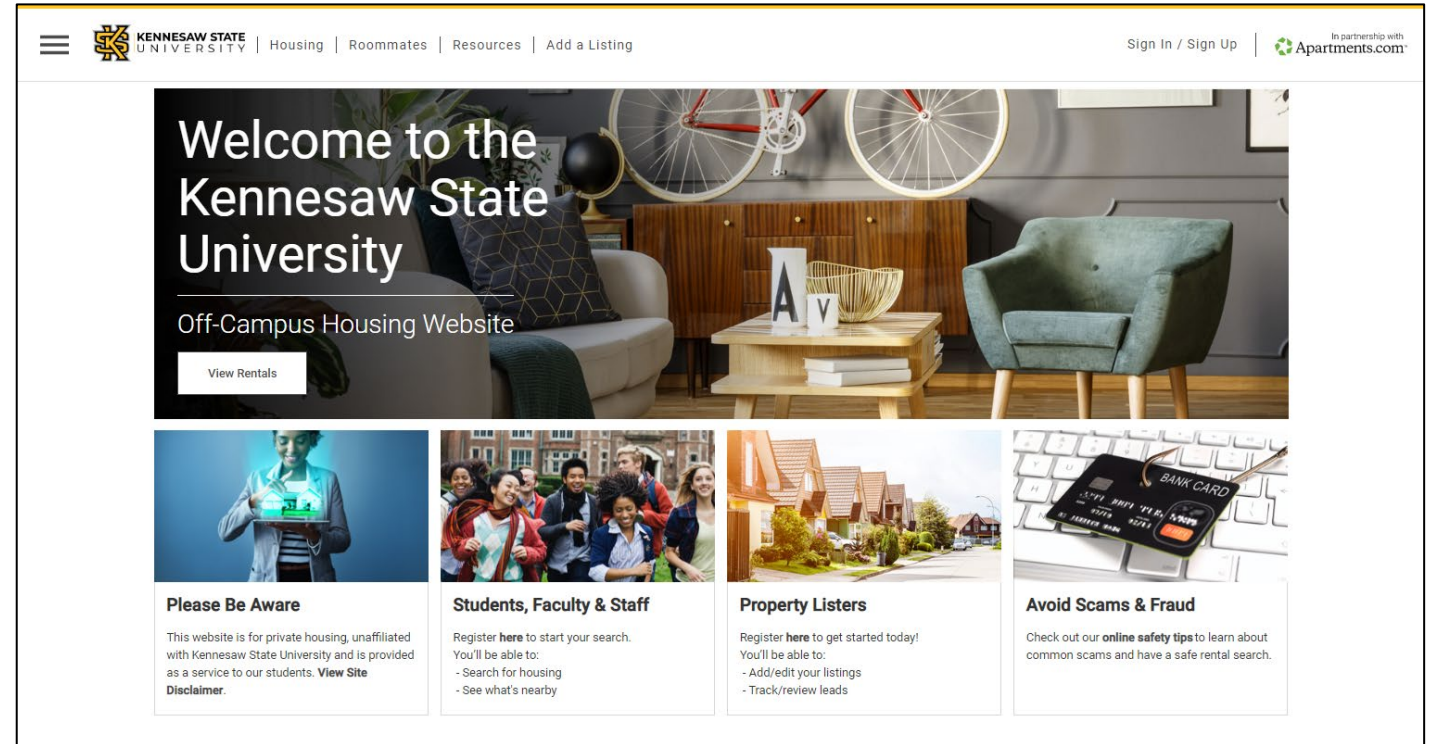 KENNESAW STATE
UNIVERSITY
Housing
Roommates
Resources
Add a Listing
Sign In / Sign Up
In partnership with
Apartments.com
Welcome to the
Kennesaw State
University
Off-Campus Housing Website
View Rentals
A
V
BANK CARD
Please Be Aware
This website is for private housing, unaffiliated
with Kennesaw State University and is provided
as a service to our students. View Site
Disclaimer.
Students, Faculty & Staff
Register here to start your search.
You'll be able to:
- Search for housing
- See what's nearby
Property Listers
Register here to get started today!
You'll be able to:
- Add/edit your listings
- Track/review leads
Avoid Scams & Fraud
Check out our online safety tips to learn about
common scams and have a safe rental search.